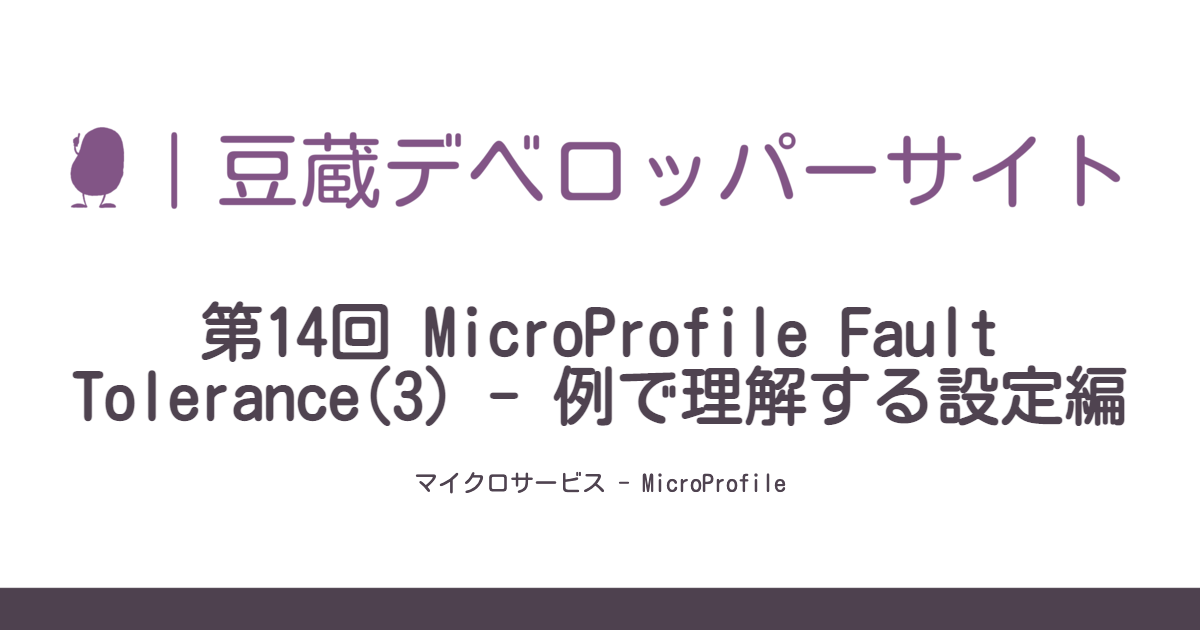 | 豆蔵デベロッパーサイト
第14回 MicroProfile Fault
Tolerance(3) - 例で理解する設定編
マイクロサービス - MicroProfile